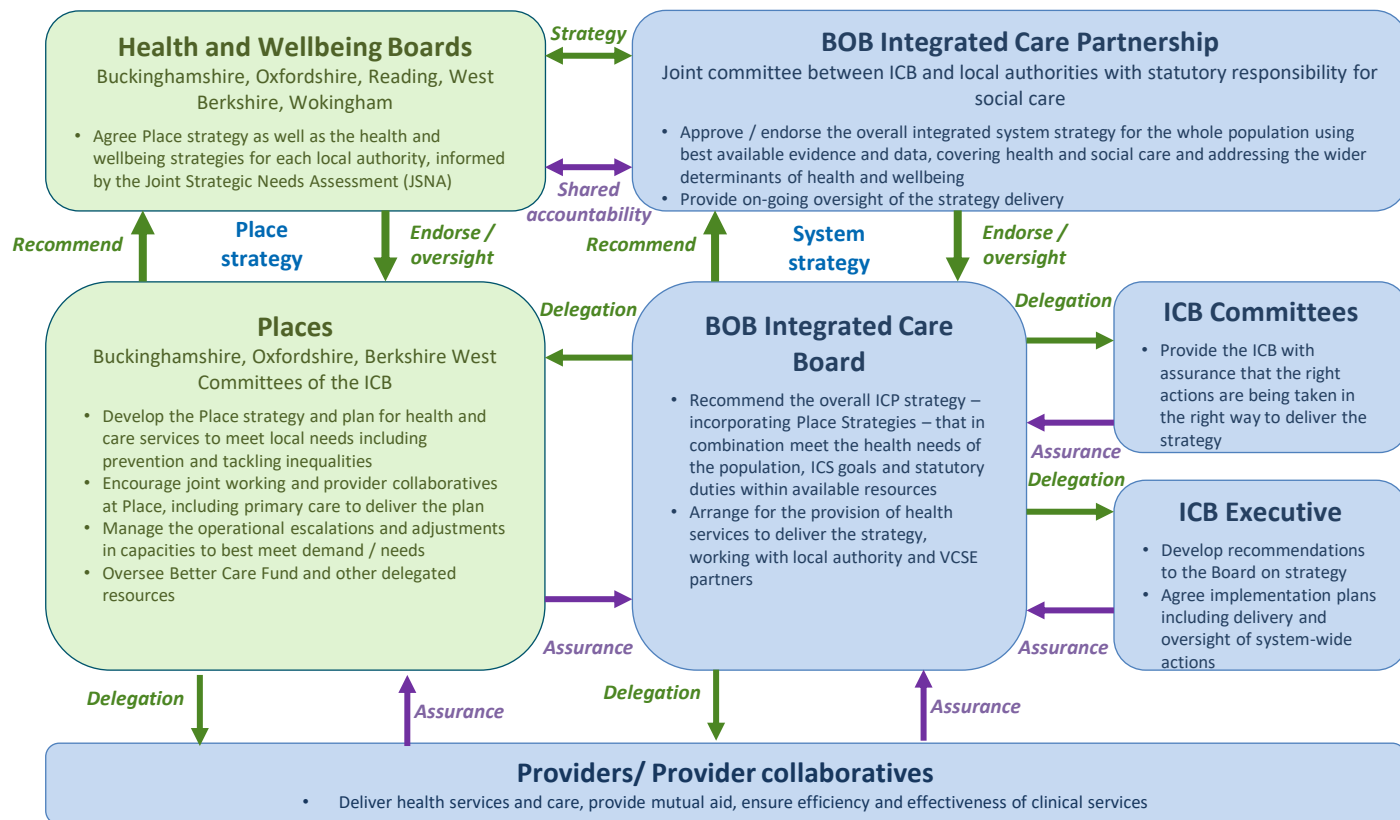 Health and Wellbeing Boards
Buckinghamshire, Oxfordshire, Reading, West
Berkshire, Wokingham
• Agree Place strategy as well as the health and
wellbeing strategies for each local authority, informed
by the Joint Strategic Needs Assessment (JSNA)
Strategy
Shared
accountability
BOB Integrated Care Partnership
Joint committee between ICB and local authorities with statutory responsibility for
social care
• Approve / endorse the overall integrated system strategy for the whole population using
best available evidence and data, covering health and social care and addressing the wider
determinants of health and wellbeing
• Provide on-going oversight of the strategy delivery
Recommend
Place
strategy
Endorse /
oversight
Recommend
System
strategy
Endorse /
oversight
Places
Buckinghamshire, Oxfordshire, Berkshire West
Committees of the ICB
• Develop the Place strategy and plan for health and
care services to meet local needs including
prevention and tackling inequalities
• Encourage joint working and provider collaboratives
at Place, including primary care to deliver the plan
• Manage the operational escalations and adjustments
in capacities to best meet demand / needs
• Oversee Better Care Fund and other delegated
resources
Delegation
Assurance
BOB Integrated Care
Board
• Recommend the overall ICP strategy –
incorporating Place Strategies – that in
combination meet the health needs of
the population, ICS goals and statutory
duties within available resources
• Arrange for the provision of health
services to deliver the strategy,
working with local authority and VCSE
partners
Delegation
Assurance
ICB Committees
• Provide the ICB with
assurance that the right
actions are being taken in
the right way to deliver the
strategy
Delegation
Assurance
ICB Executive
• Develop recommendations
to the Board on strategy
• Agree implementation plans
including delivery and
oversight of system-wide
actions
Delegation
Assurance
Delegation
Assurance
Providers/ Provider collaboratives
• Deliver health services and care, provide mutual aid, ensure efficiency and effectiveness of clinical services